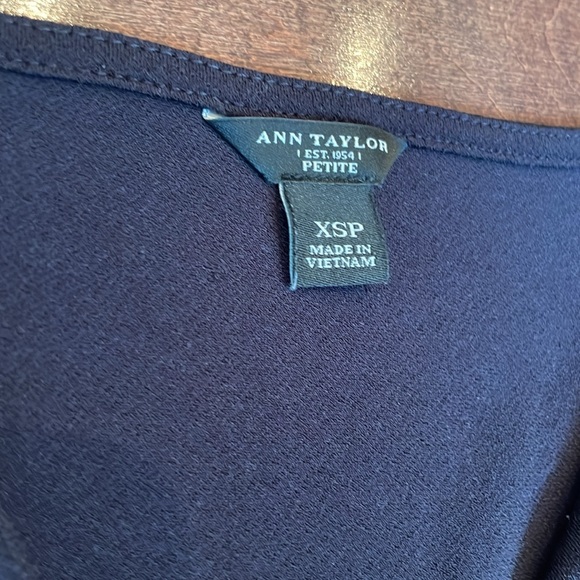 ANN TAYLOR
| EST. 1954 |
PETITE
XSP
MADE IN
VIETNAM